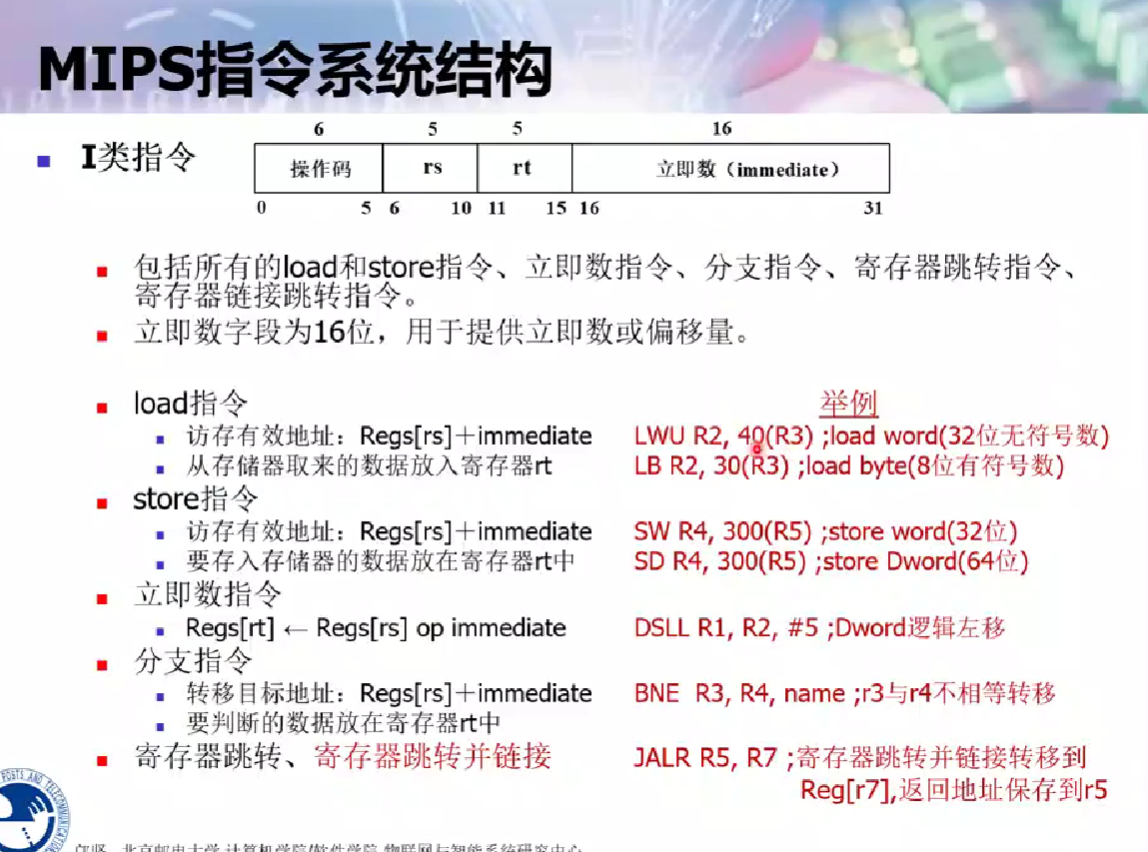 MIPS指令系统结构
I类指令
6 5 5 16
操作码 rs rt 立即数（immediate）
0 5 6 10 11 15 16 31
包括所有的load和store指令、立即数指令、分支指令、寄存器跳转指令、
寄存器链接跳转指令。
立即数字段为16位，用于提供立即数或偏移量。
load指令 举例
访存有效地址：Regs[rs]＋immediate LWU R2, 40(R3) ;load word(32位无符号数)
从存储器取来的数据放入寄存器rt LB R2, 30(R3) ;load byte(8位有符号数)
store指令
访存有效地址：Regs[rs]＋immediate SW R4, 300(R5) ;store word(32位)
要存入存储器的数据放在寄存器rt中 SD R4, 300(R5) ;store Dword(64位)
立即数指令
Regs[rt] ← Regs[rs] op immediate DSLL R1, R2, #5 ;Dword逻辑左移
分支指令
转移目标地址：Regs[rs]＋immediate BNE R3, R4, name ;r3与r4不相等转移
要判断的数据放在寄存器rt中
寄存器跳转、寄存器跳转并链接 JALR R5, R7 ;寄存器跳转并链接转移到
Reg[r7],返回地址保存到r5
POSTS AND TELECOMMUNICATIONS
北京邮电大学 计算机学院/软件学院 物联网与智能系统研究中心